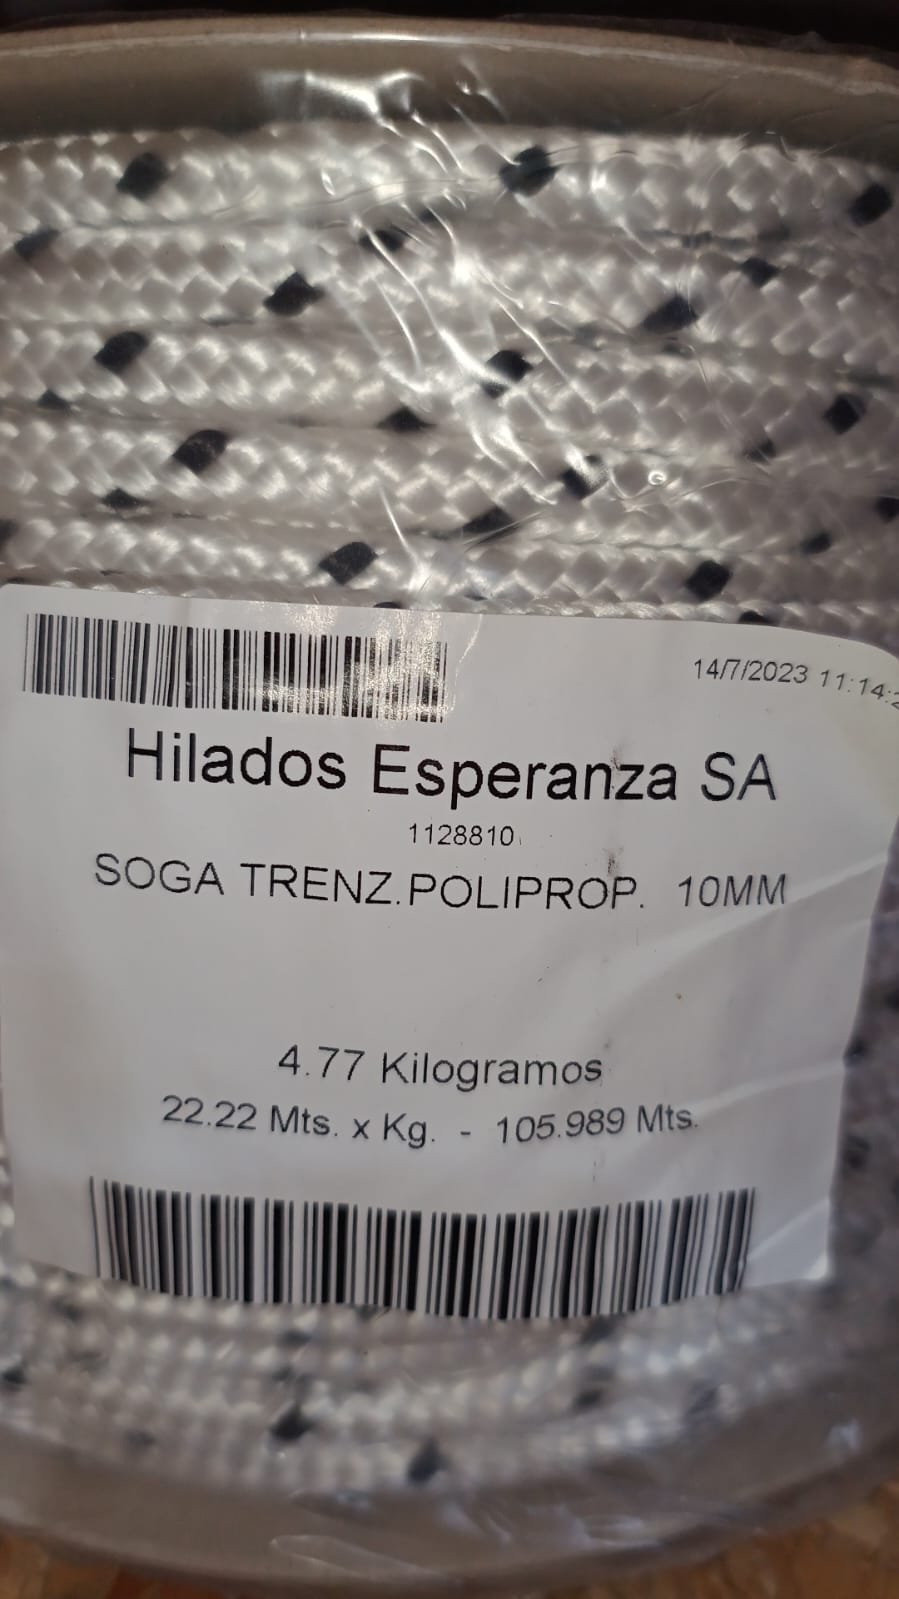 14/7/2023 11:14:
Hilados Esperanza SA
1128810
SOGA TRENZ.POLIPROP. 10MM
4.77 Kilogramos
22.22 Mts. x Kg. - 105.989 Mts.